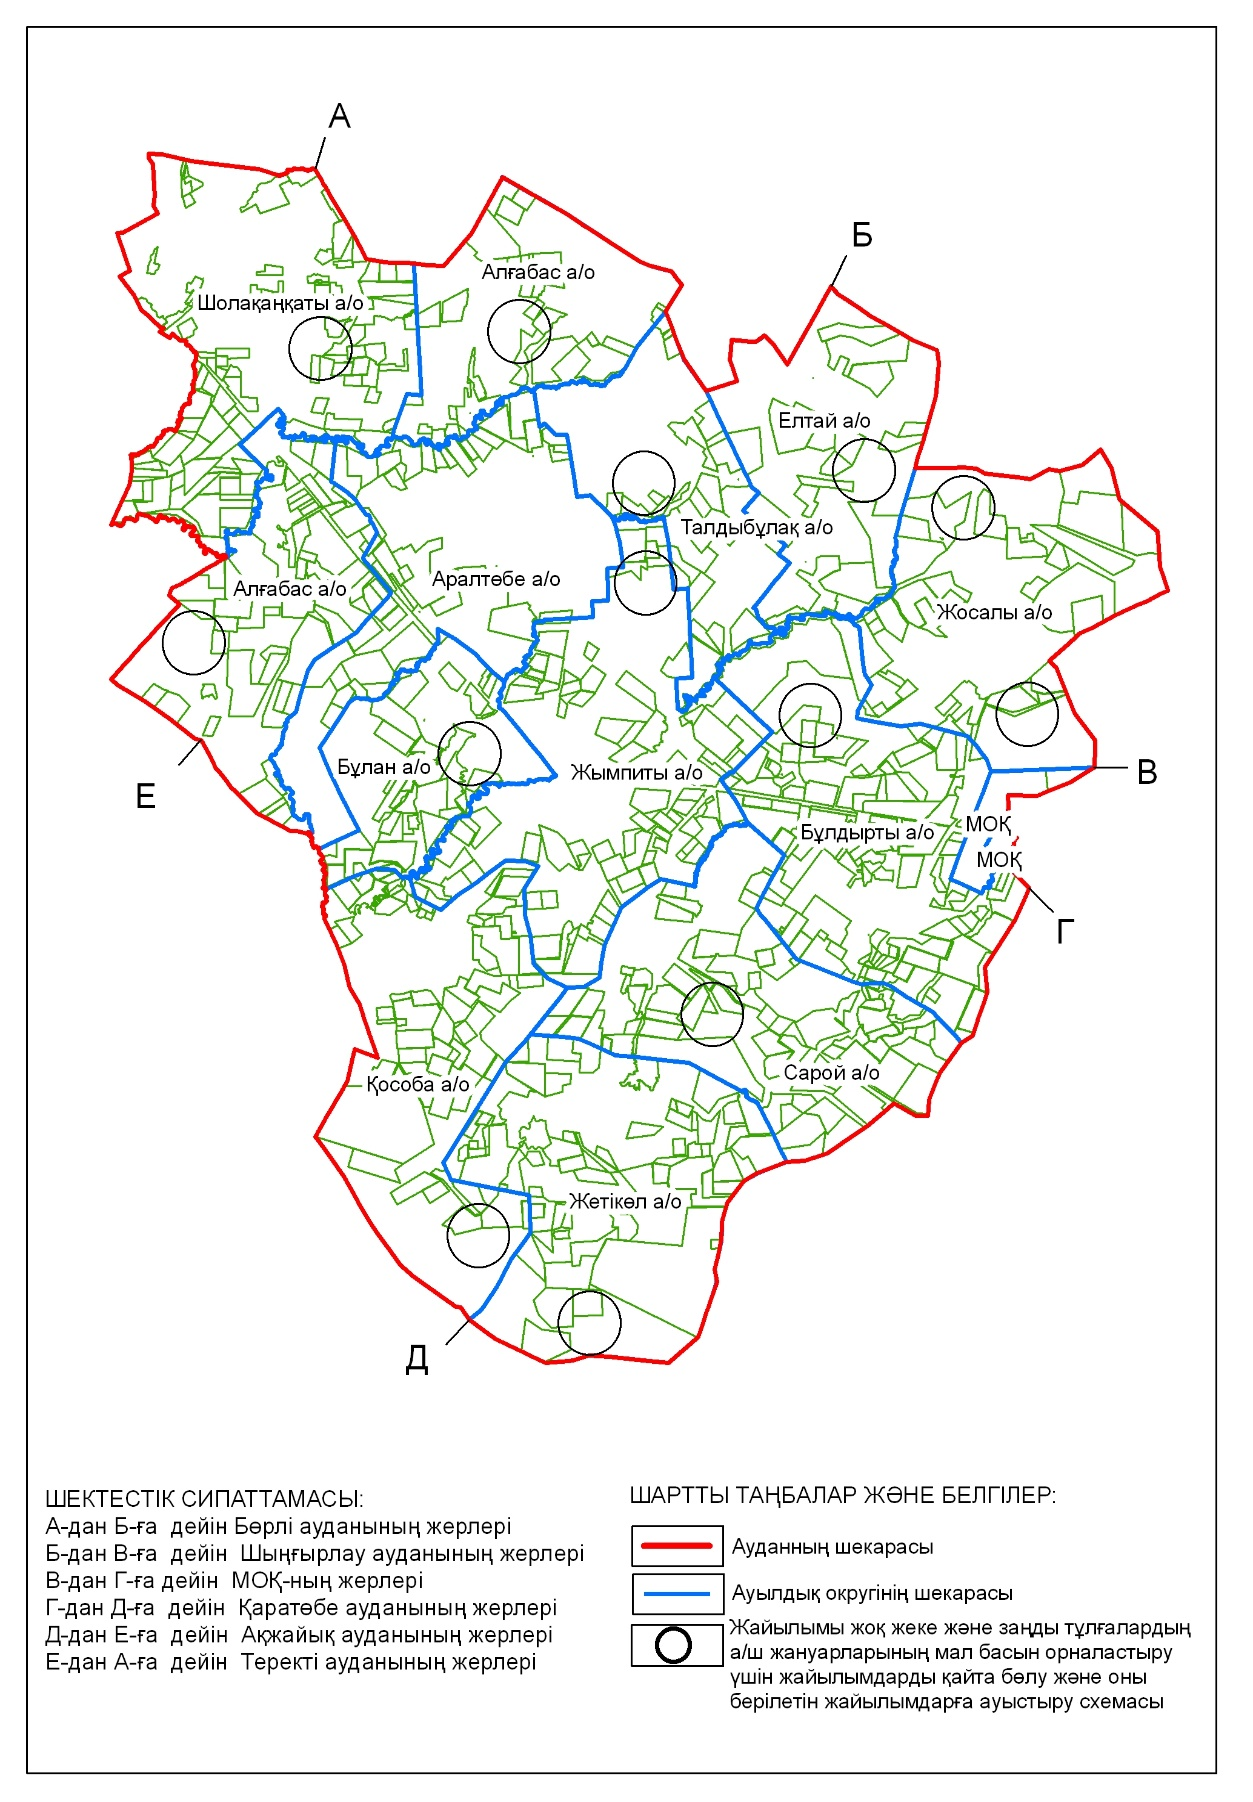 А
Б
Алғабас а/о
Шолақаңқаты а/о
Елтай а/о
Талдыбұлақ а/о
Аралтөбе а/о
Алғабас а/о
Жосалы а/о
Бұлан а/о
Жымпиты а/о
В
Е
МОҚ
Бұлдырты а/о
МОҚ
Г
Сарой а/о
Қособа а/о
Жетікөл а/о
Д
ШЕКТЕСТІК СИПАТТАМАСЫ:
А-дан Б-ға дейін Бөрлі ауданының жерлері
Б-дан В-ға дейін Шыңғырлау ауданының жерлері
В-дан Г-ға дейін МОҚ-ның жерлері
Г-дан Д-ға дейін Қаратөбе ауданының жерлері
Д-дан Е-ға дейін Ақжайық ауданының жерлері
Е-дан А-ға дейін Теректі ауданының жерлері
ШАРТТЫ ТАҢБАЛАР ЖӘНЕ БЕЛГІЛЕР:
Ауданның шекарасы
Ауылдық округінің шекарасы
Жайылымы жоқ жеке және заңды тұлғалардың
а/ш жануарларының мал басын орналастыру
үшін жайылымдарды қайта бөлу және оны
берілетін жайылымдарға ауыстыру схемасы